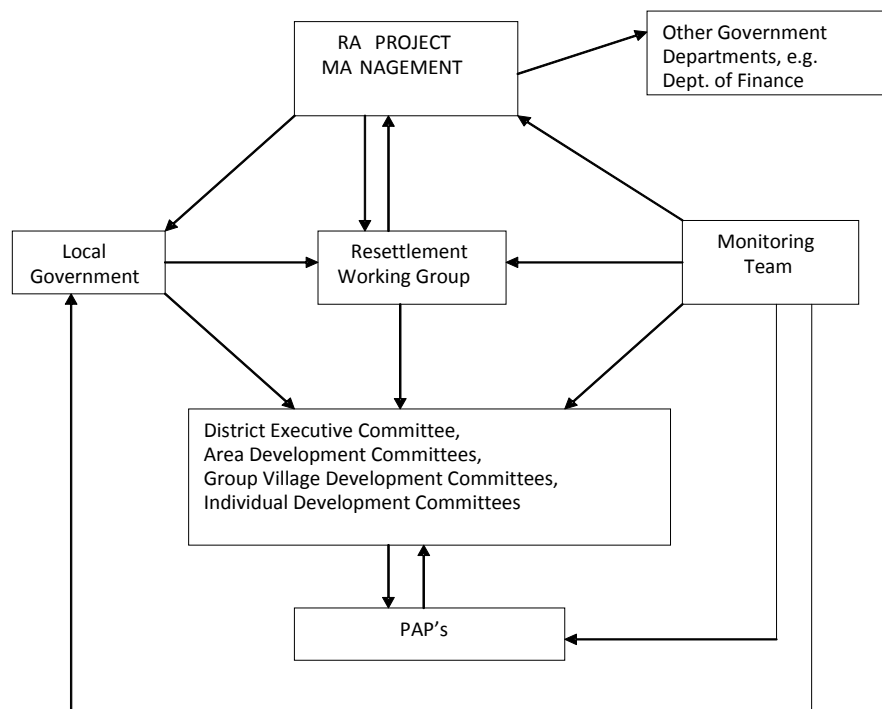 RA PROJECT
MA NAGEMENT
Other Government
Departments, e.g.
Dept. of Finance
Local
Government
Resettlement
Working Group
Monitoring
Team
District Executive Committee,
Area Development Committees,
Group Village Development Committees,
Individual Development Committees
PAP's